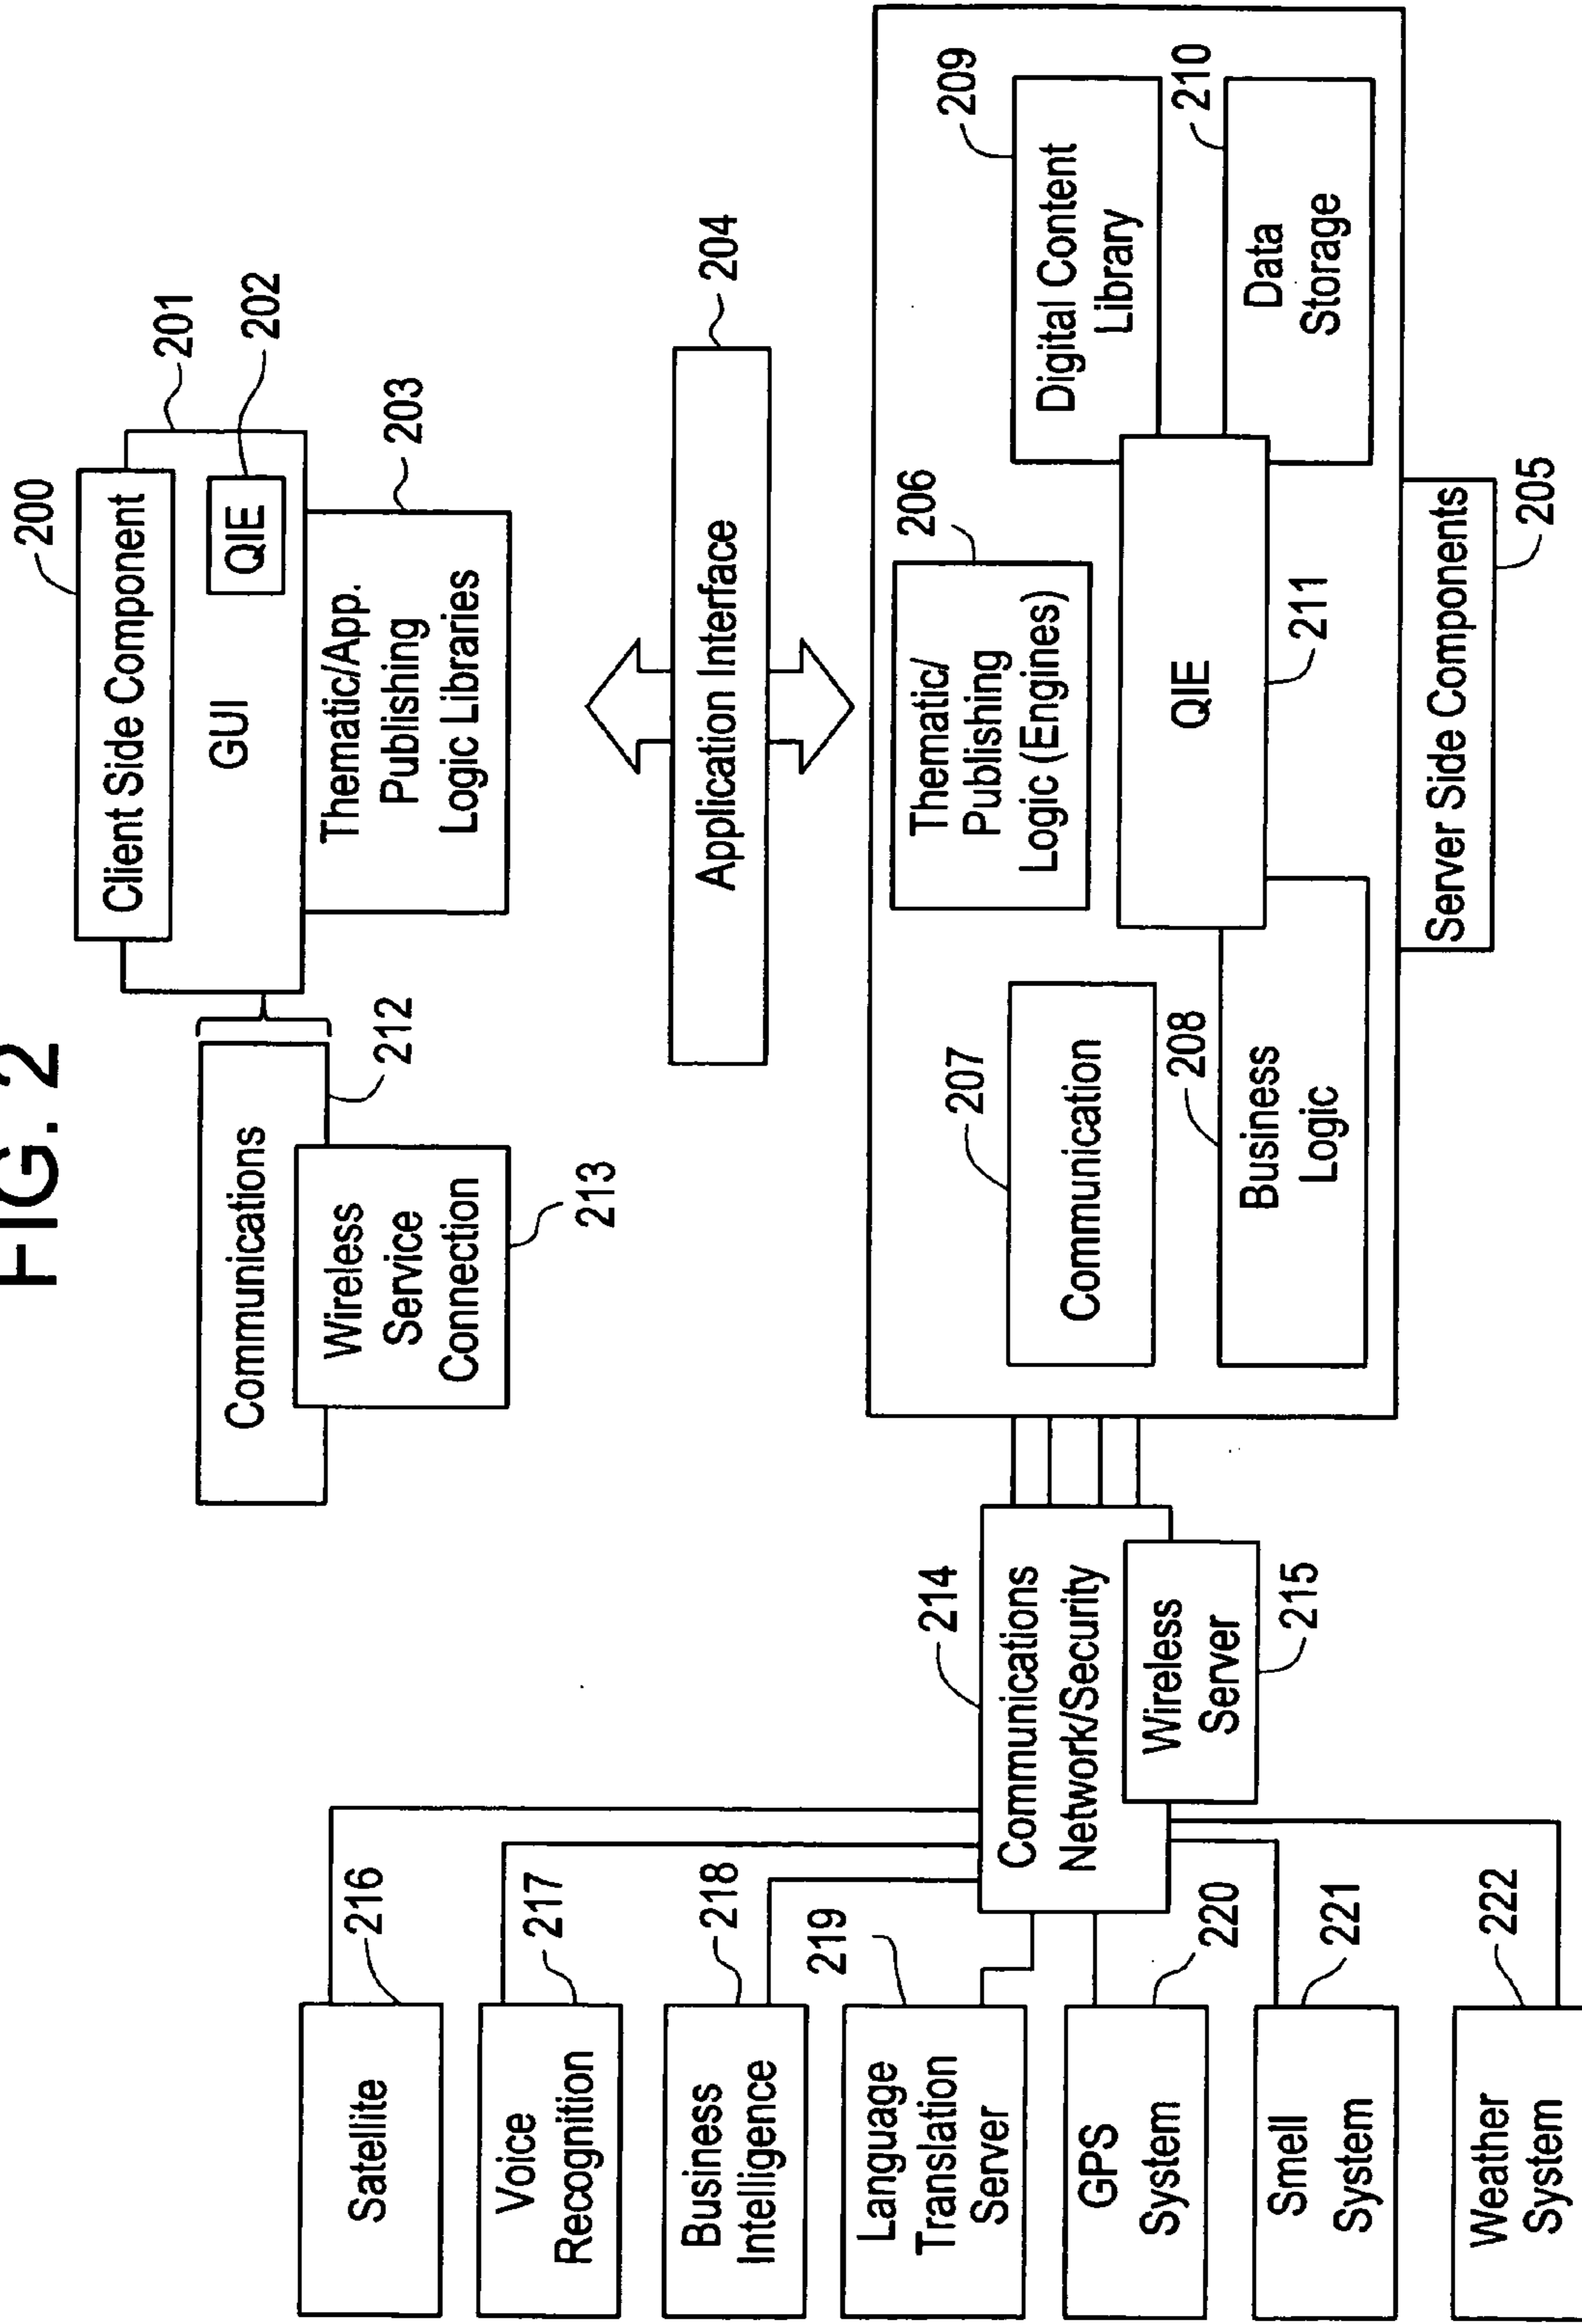 FIG. 2
200
Client Side Component
201
GUI
QIE
202
Thematic/App.
Publishing
Logic Libraries
203
Communications
212
Wireless
Service
Connection
213
Application Interface
204
Thematic/
Publishing
Logic (Engines)
206
Communication
207
Business
Logic
208
Digital Content
Library
209
Data
Storage
210
QIE
211
Server Side Components
205
Communications
Network/Security
214
Wireless
Server
215
Satellite
216
Voice
Recognition
217
Business
Intelligence
218
Language
Translation
Server
219
GPS
System
220
Smell
System
221
Weather
System
222